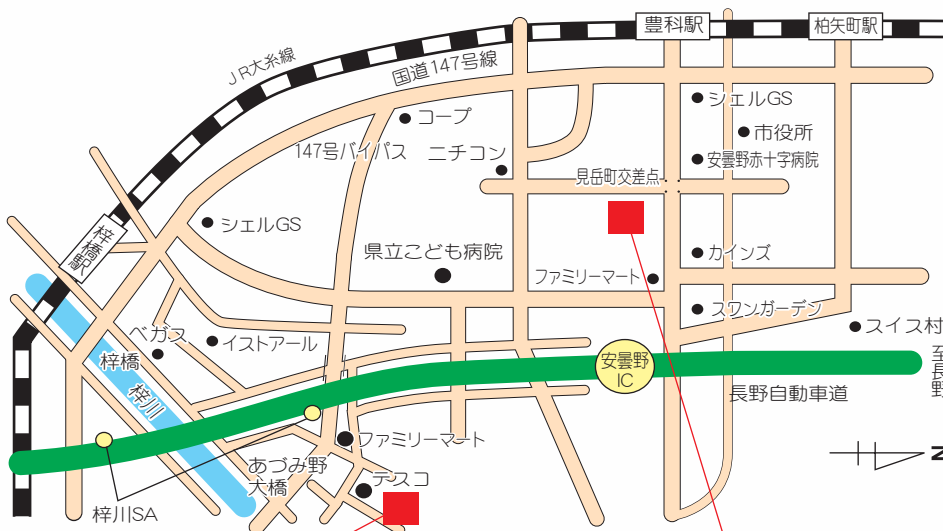 豊科駅
柏矢町駅
JR大糸線
国道147号線
シェルGS
コープ
市役所
147号バイパス
ニチコン
安曇野赤十字病院
見岳町交差点
シェルGS
梓橋駅
県立こども病院
カインズ
ファミリーマート
スワンガーデン
スイス村
ベガス
イストアール
梓橋
安曇野
IC
至長野
梓川
長野自動車道
ファミリーマート
N
あづみ野
大橋
テスコ
梓川SA